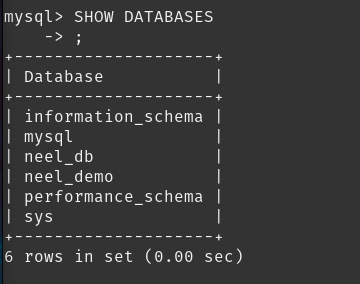 mysql> SHOW DATABASES
    -> ;
+--------------------+
| Database           |
+--------------------+
| information_schema |
| mysql              |
| neel_db            |
| neel_demo          |
| performance_schema |
| sys                |
+--------------------+
6 rows in set (0.00 sec)